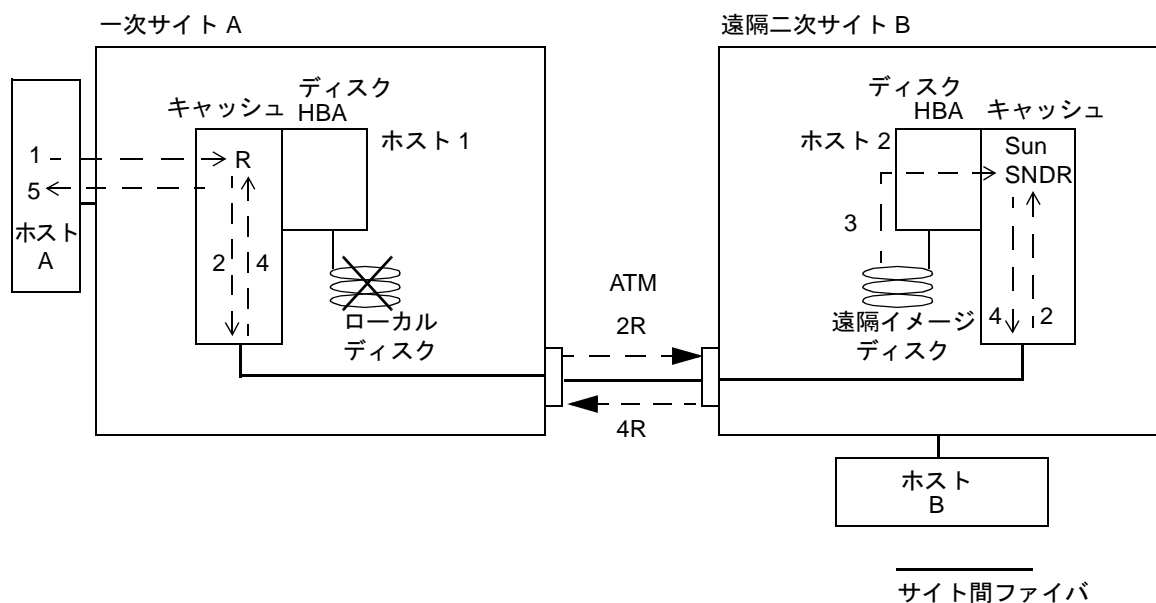 一次サイト A
遠隔二次サイト B
キャッシュ
ディスク
HBA
ホスト 1
1
R
5
ホスト
A
2
4
ローカル
ディスク
ATM
2R
4R
ディスク
HBA
キャッシュ
ホスト 2
Sun
SNDR
3
4
2
遠隔イメージ
ディスク
ホスト
B
サイト間ファイバ